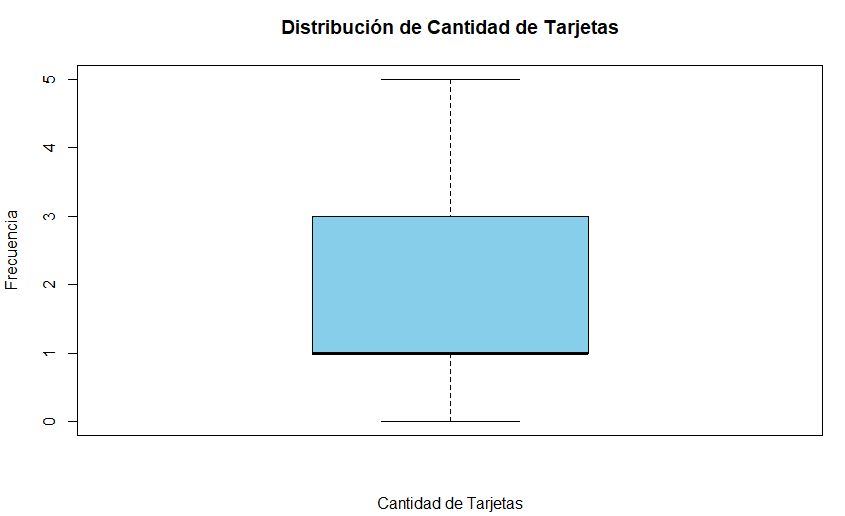 Distribución de Cantidad de Tarjetas
Frecuencia
5
4
3
2
1
0
Cantidad de Tarjetas